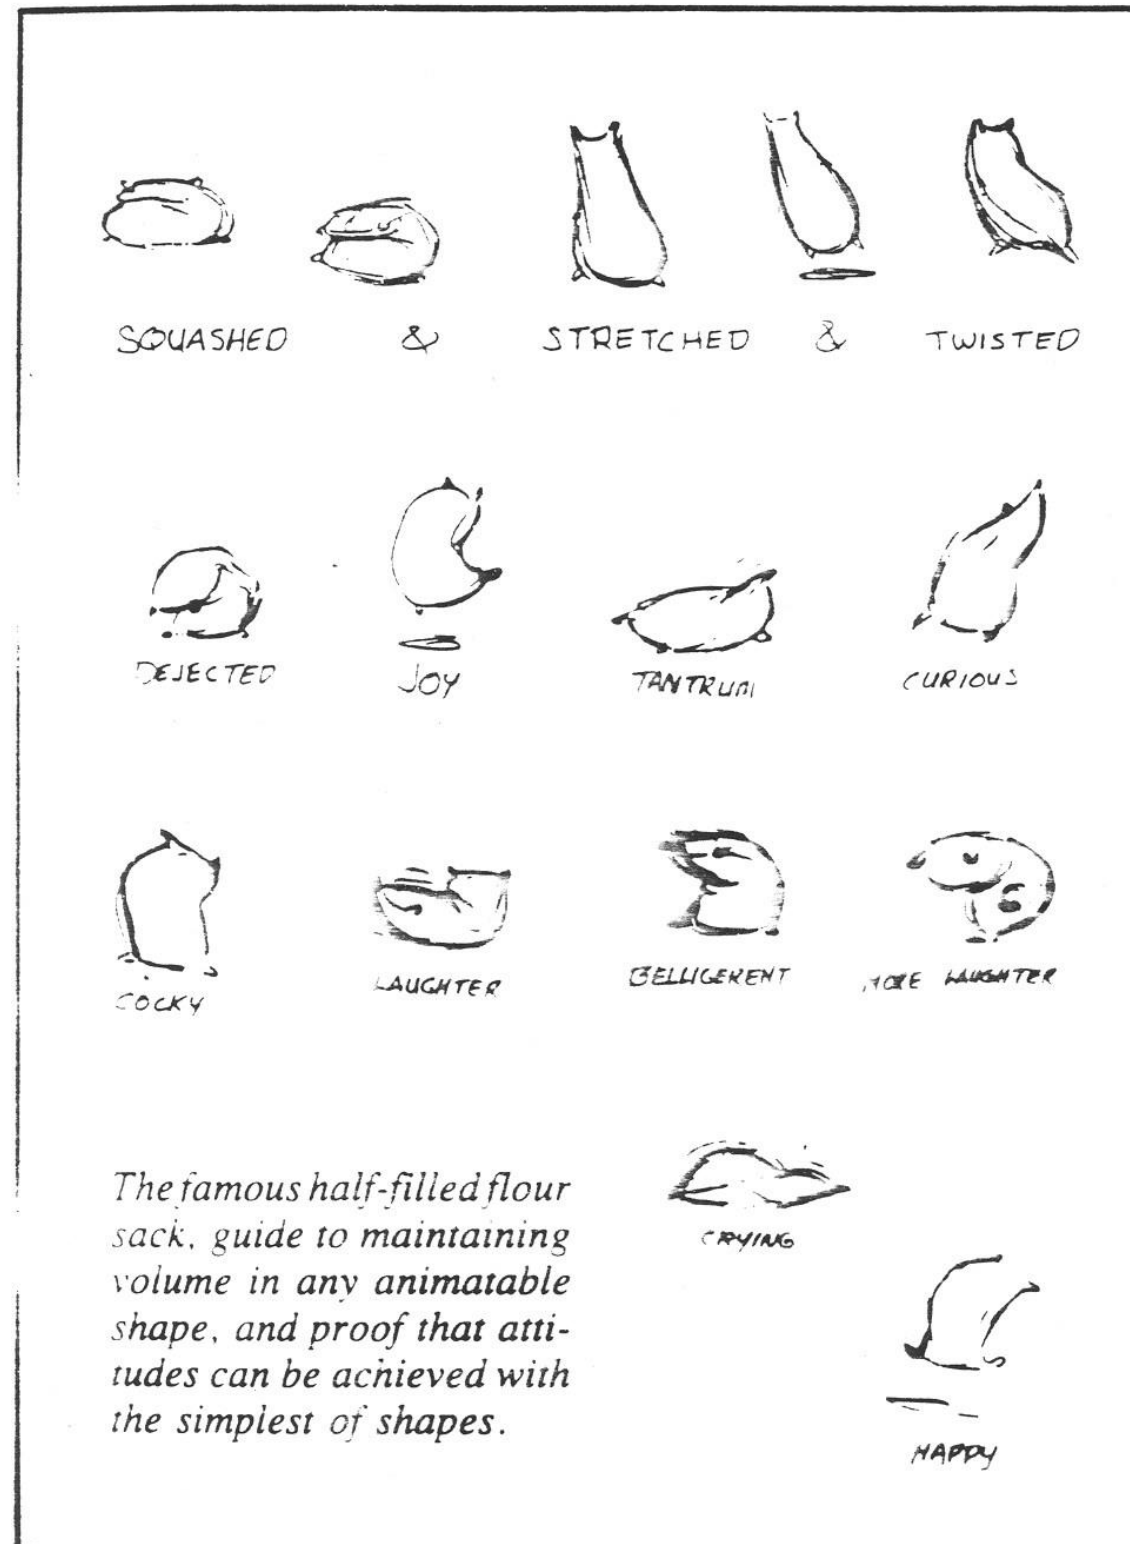 SQUASHED & STRETCHED & TWISTED
DEJECTED JOY TANTRUM CURIOUS
COCKY LAUGHTER BELLIGERENT MORE LAUGHTER
The famous half-filled flour
sack, guide to maintaining
volume in any animatable
shape, and proof that atti-
tudes can be achieved with
the simplest of shapes.
CRYING
HAPPY